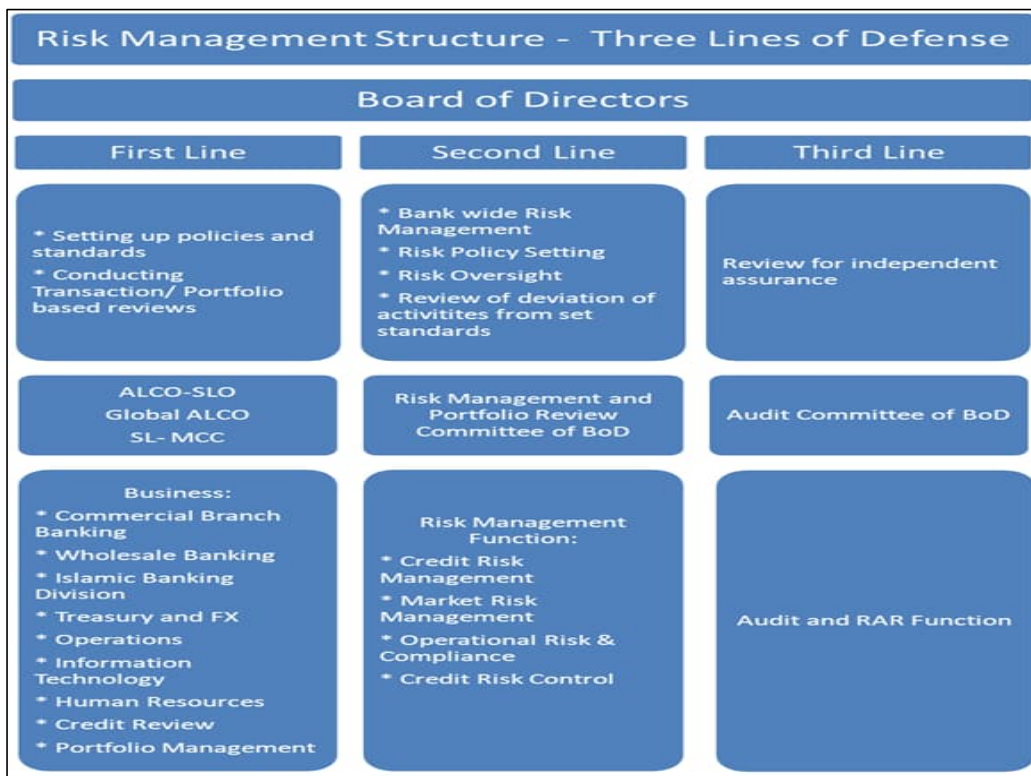 Risk Management Structure - Three Lines of Defense
Board of Directors
First Line
Second Line
Third Line
* Setting up policies and
standards
* Conducting
Transaction/ Portfolio
based reviews
* Bank wide Risk
Management
* Risk Policy Setting
* Risk Oversight
* Review of deviation of
activitites from set
standards
Review for independent
assurance
ALCO-SLO
Global ALCO
SL- MCC
Risk Management and
Portfolio Review
Committee of BoD
Audit Committee of BoD
Business:
* Commercial Branch
Banking
* Wholesale Banking
* Islamic Banking
Division
* Treasury and FX
* Operations
* Information
Technology
* Human Resources
* Credit Review
* Portfolio Management
Risk Management
Function:
* Credit Risk
Management
* Market Risk
Management
* Operational Risk &
Compliance
* Credit Risk Control
Audit and RAR Function